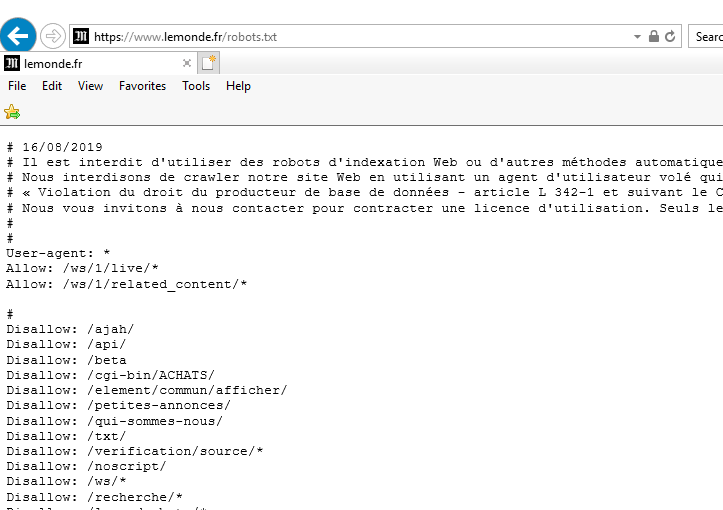 https://www.lemonde.fr/robots.txt
Searc
lemonde.fr
File Edit View Favorites Tools Help
# 16/08/2019
# Il est interdit d'utiliser des robots d'indexation Web ou d'autres méthodes automatique
# Nous interdisons de crawler notre site Web en utilisant un agent d'utilisateur volé qui
# « Violation du droit du producteur de base de données – article L 342-1 et suivant le C
# Nous vous invitons à nous contacter pour contracter une licence d'utilisation. Seuls le
#
#
User-agent: *
Allow: /ws/1/live/*
Allow: /ws/1/related_content/*
#
Disallow: /ajah/
Disallow: /api/
Disallow: /beta
Disallow: /cgi-bin/ACHATS/
Disallow: /element/commun/afficher/
Disallow: /petites-annonces/
Disallow: /qui-sommes-nous/
Disallow: /txt/
Disallow: /verification/source/*
Disallow: /noscript/
Disallow: /ws/*
Disallow: /recherche/*